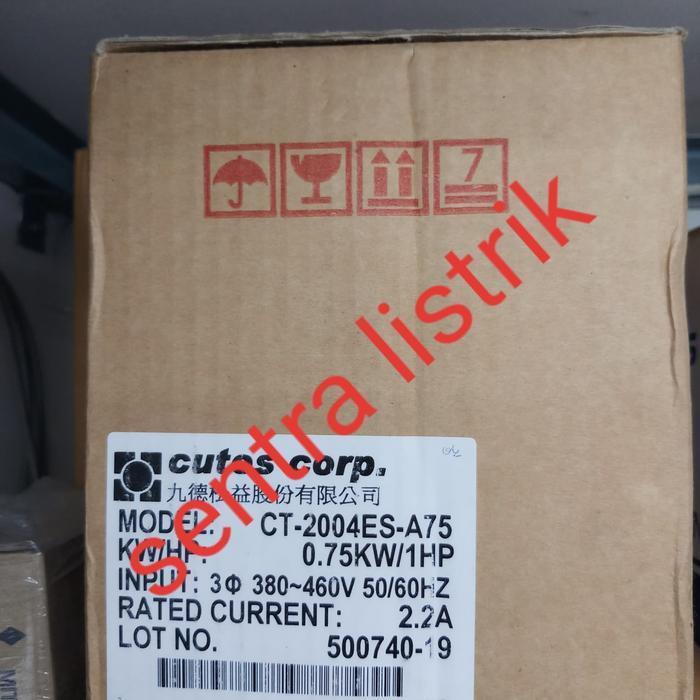 7
sentra listrik
cutes corp.
九德松益股份有限公司
MODEL: CT-2004ES-A75
KW/HP: 0.75KW/1HP
INPUT: 3Φ 380~460V 50/60HZ
RATED CURRENT: 2.2A
LOT NO. 500740-19